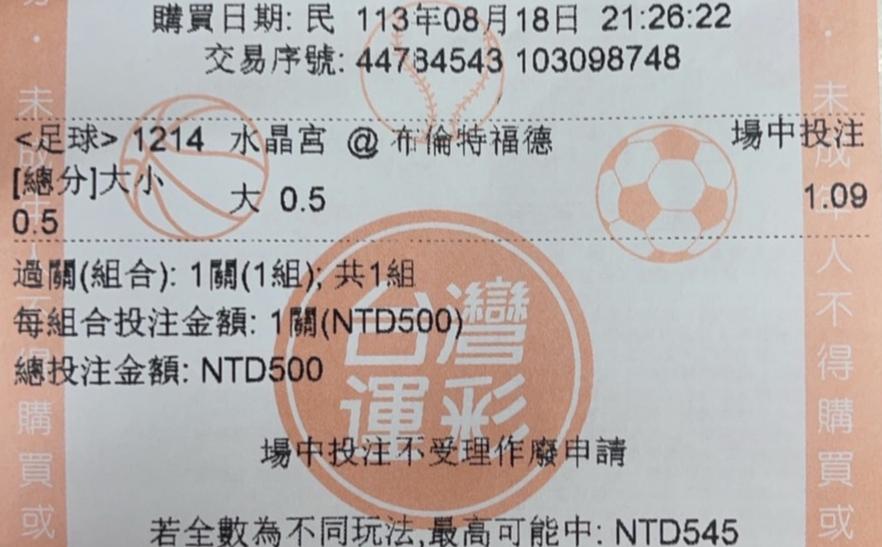 購買日期: 民 113年08月18日 21:26:22
交易序號: 44784543 103098748
<足球> 1214 水晶宮 @ 布倫特福德 場中投注
[總分]大小 0.5 大 0.5 1.09
過關(組合): 1關(1組); 共1組
每組合投注金額: 1關(NTD500)
總投注金額: NTD500
台灣運彩
場中投注不受理作廢申請
若全數為不同玩法,最高可能中: NTD545
未成年人不得購買或
未成年人不得購買或